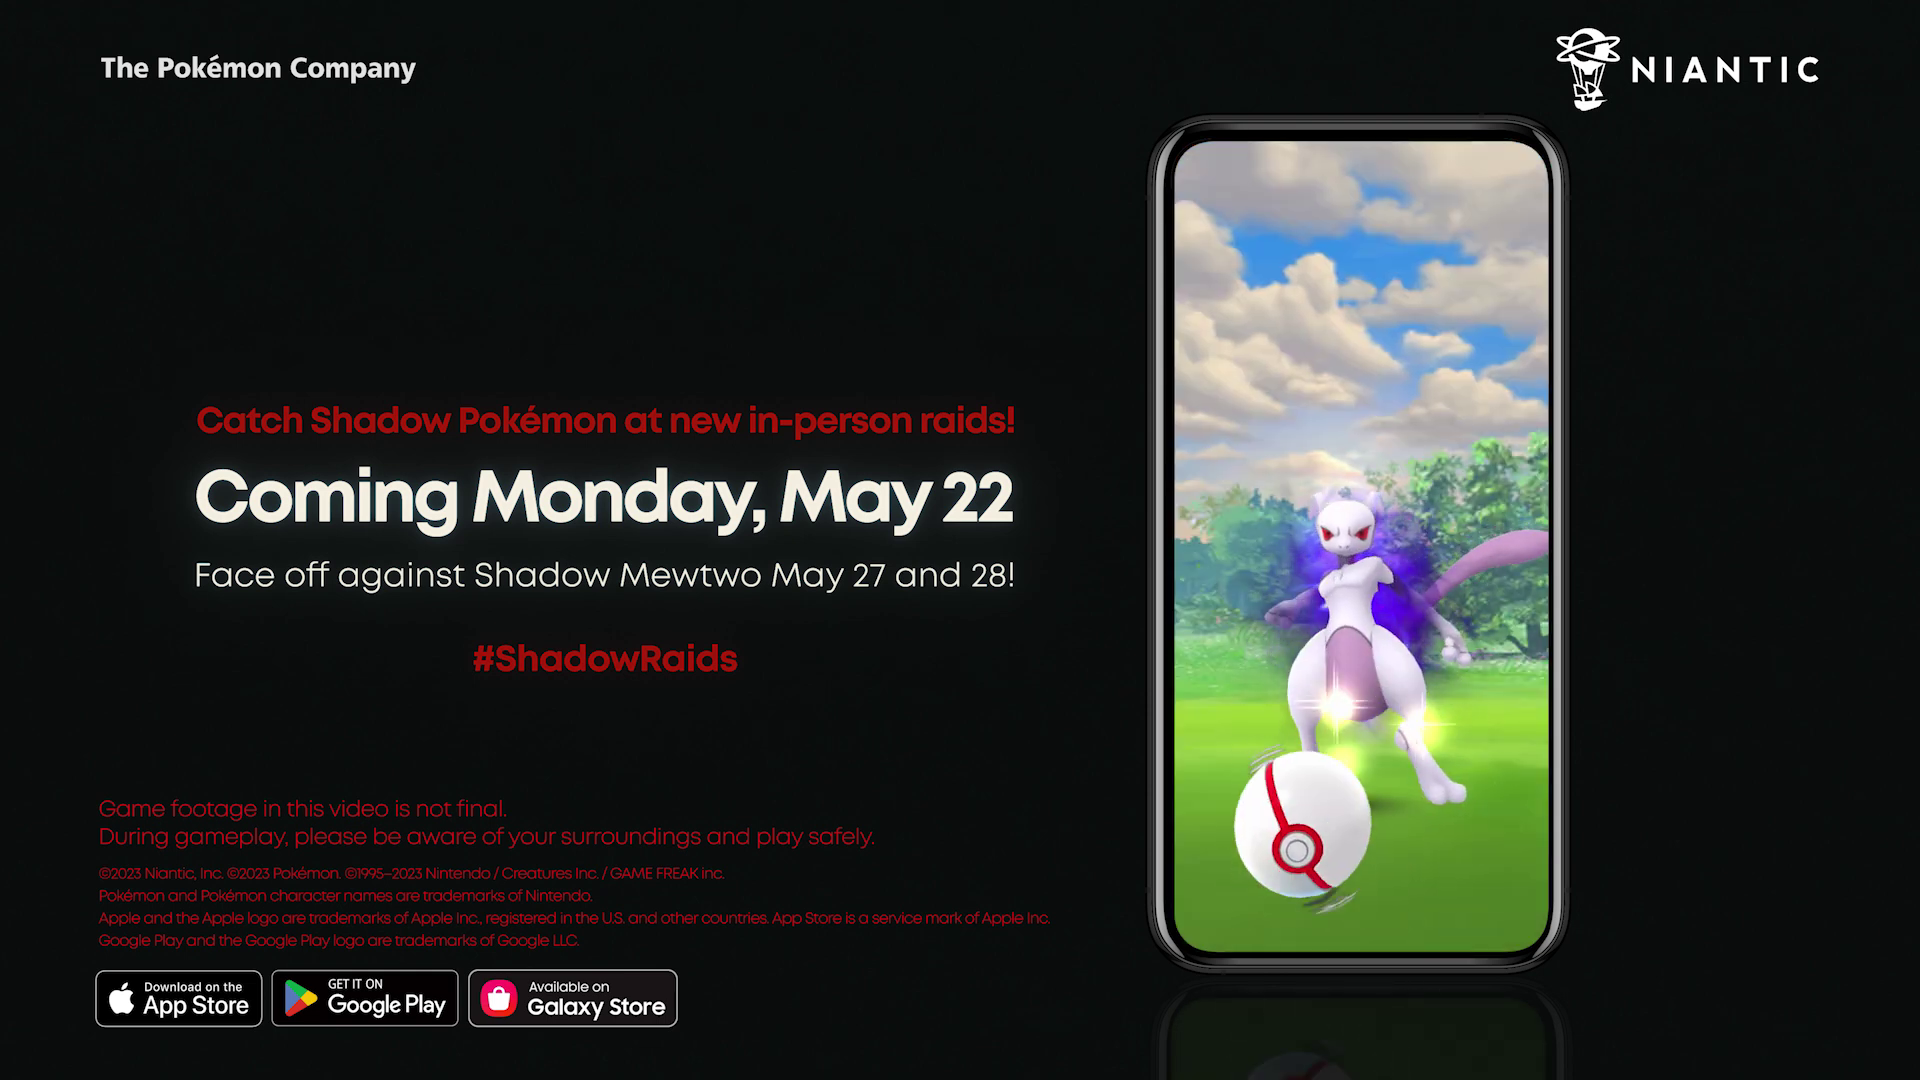 The Pokémon Company
NIANTIC
Catch Shadow Pokémon at new in-person raids!
Coming Monday, May 22
Face off against Shadow Mewtwo May 27 and 28!
#ShadowRaids
Game footage in this video is not final.
During gameplay, please be aware of your surroundings and play safely.
©2023 Niantic, Inc. ©2023 Pokémon. ©1995–2023 Nintendo / Creatures Inc. / GAME FREAK inc.
Pokémon and Pokémon character names are trademarks of Nintendo.
Apple and the Apple logo are trademarks of Apple Inc., registered in the U.S. and other countries. App Store is a service mark of Apple Inc.
Google Play and the Google Play logo are trademarks of Google LLC.
Download on the
App Store
GET IT ON
Google Play
Available on
Galaxy Store